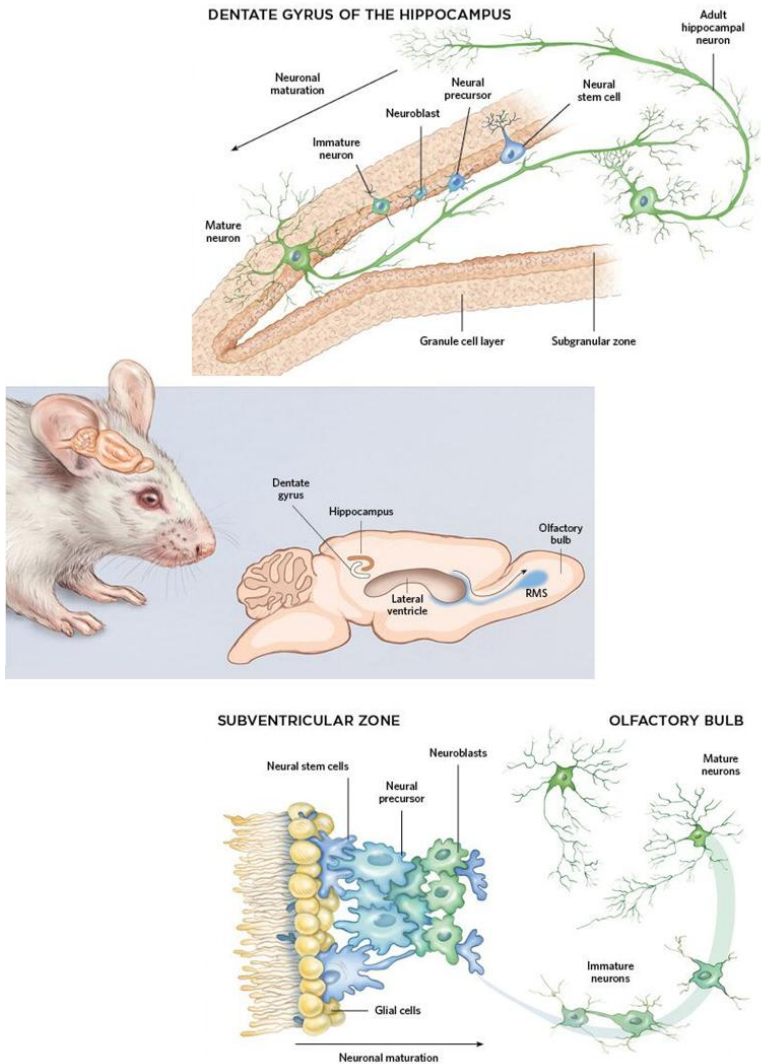 DENTATE GYRUS OF THE HIPPOCAMPUS
Adult
hippocampal
neuron
Neuronal
maturation
Neural
precursor
Neural
stem cell
Neuroblast
Immature
neuron
Mature
neuron
Granule cell layer
Subgranular zone
Dentate
gyrus
Hippocampus
Olfactory
bulb
Lateral
ventricle
RMS
SUBVENTRICULAR ZONE
OLFACTORY BULB
Neural stem cells
Neural
precursor
Neuroblasts
Mature
neurons
Immature
neurons
Glial cells
Neuronal maturation